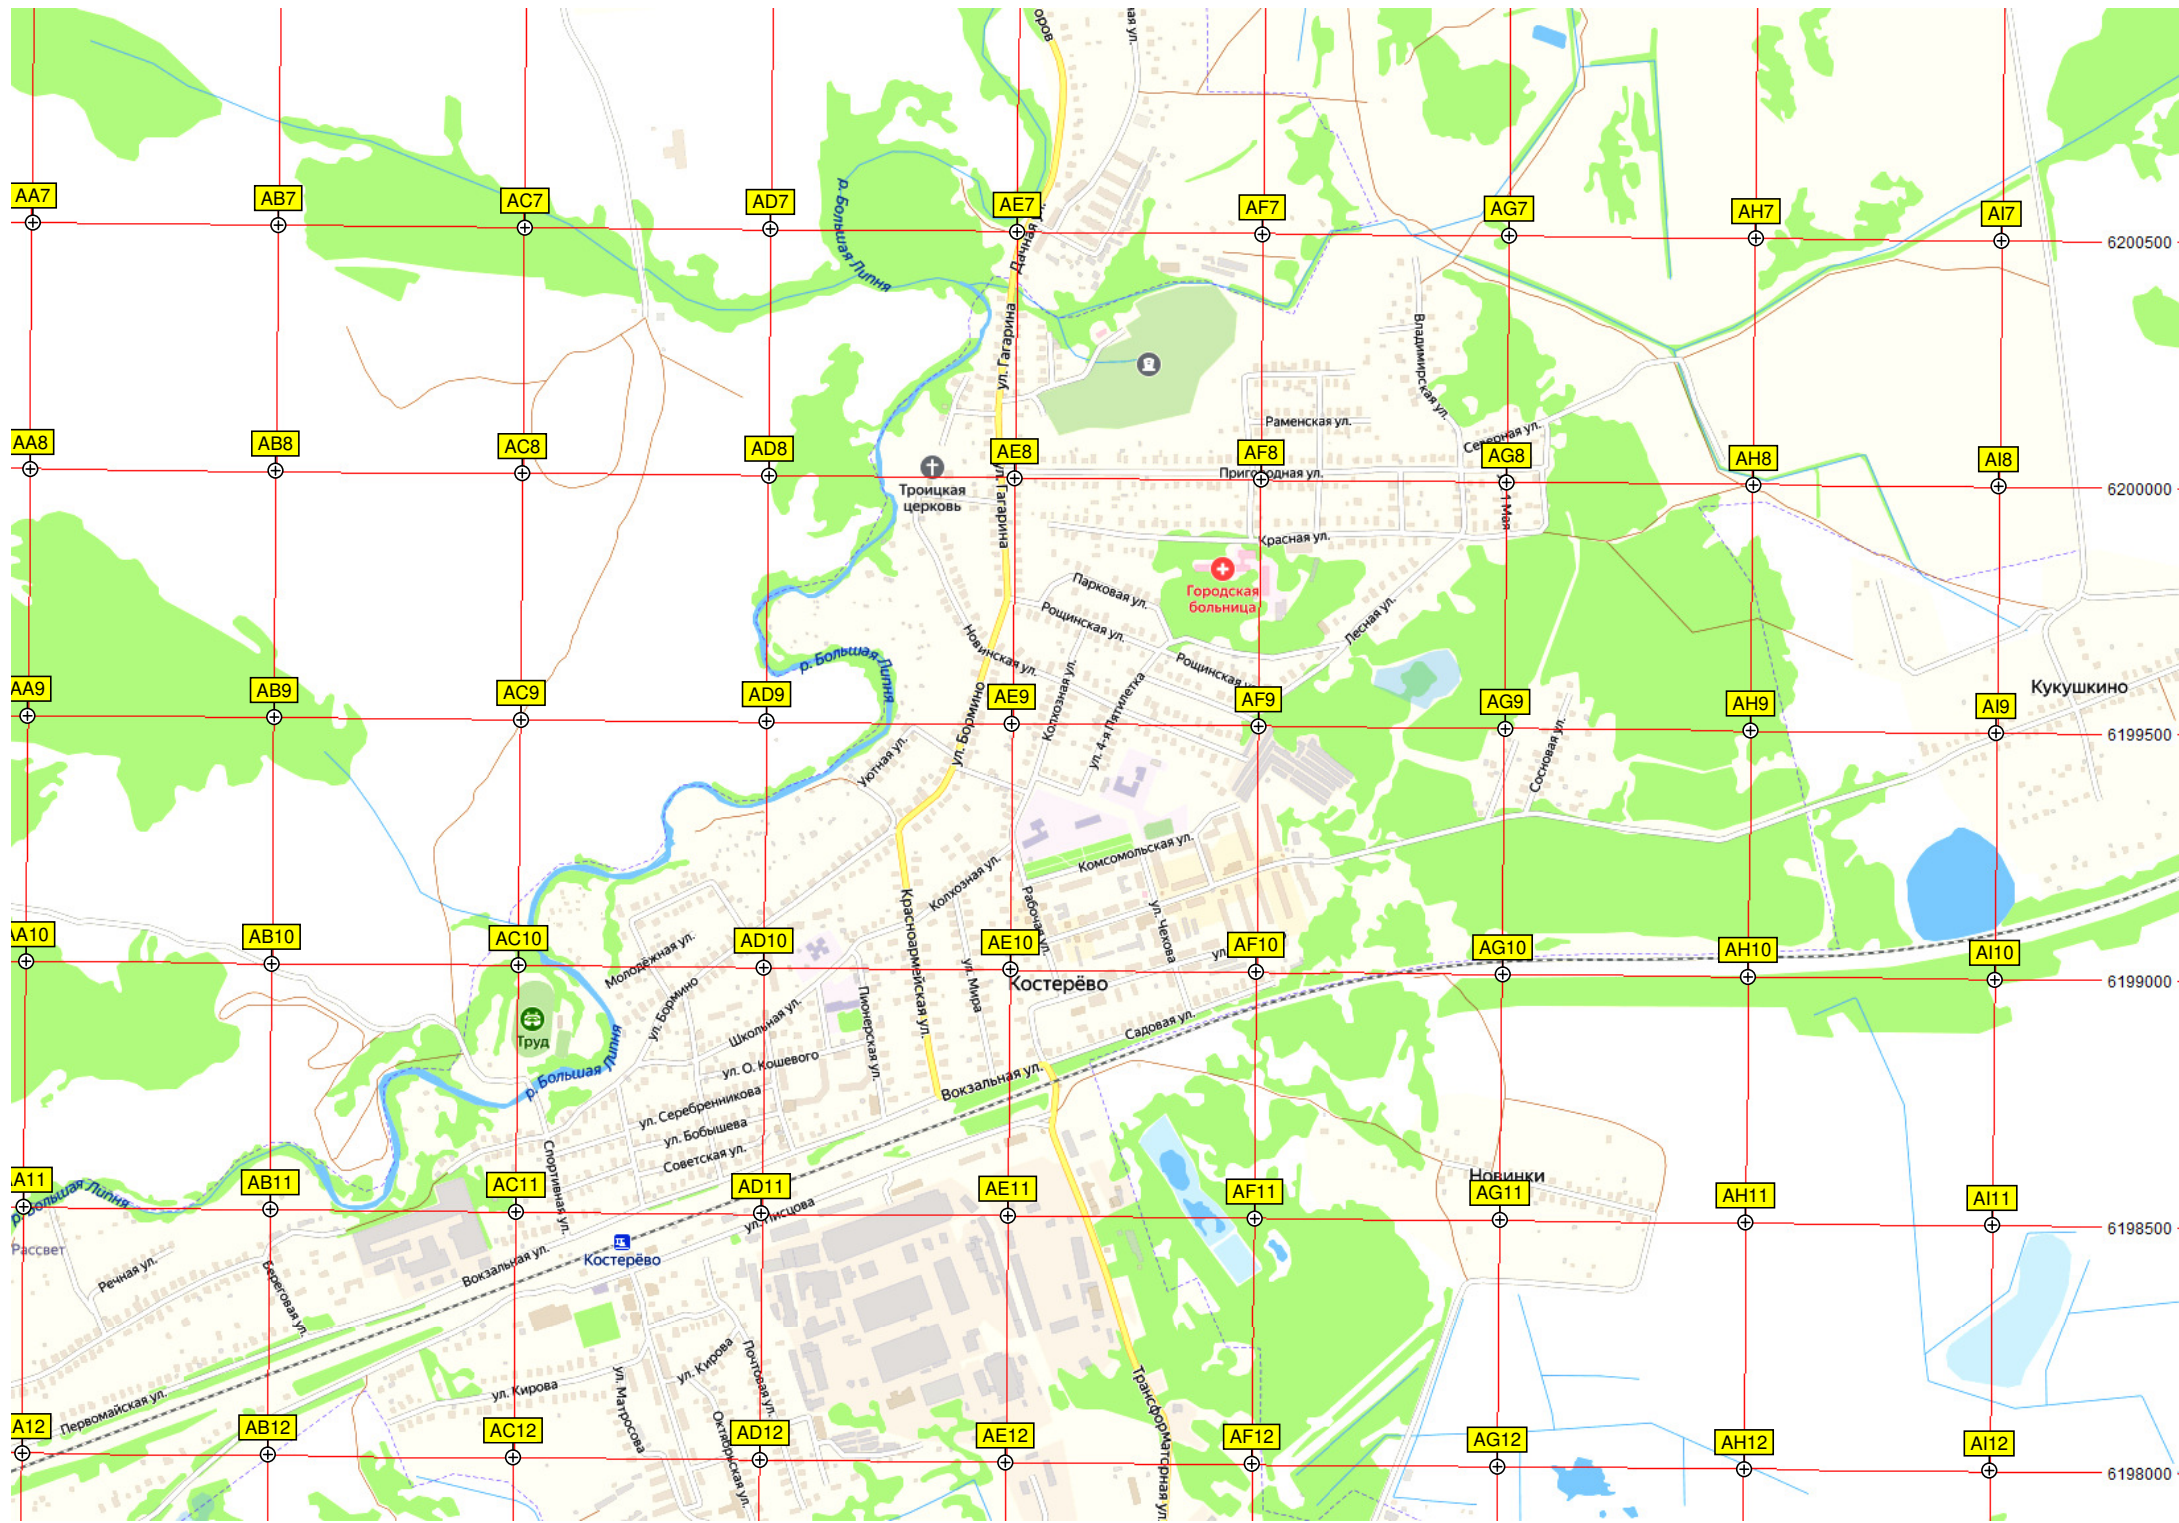 ул.
AA7
AB7
AC7
AD7
AE7
AF7
AG7
AH7
AI7
6200500
р. Большая Липня
Дачная
ул. Гагарина
Владимирская ул.
Раменская ул.
Северная ул.
AA8
AB8
AC8
AD8
AE8
AF8
AG8
AH8
AI8
6200000
Троицкая
церковь
ул. Гагарина
Пригородная ул.
1 Мая
Красная ул.
Городская
больница
Парковая ул.
Рощинская ул.
Лесная ул.
Новинская ул.
р. Большая Липня
Колхозная ул.
Рощинская ул.
ул. 4-я Пятилетка
Кукушкино
AA9
AB9
AC9
AD9
AE9
AF9
AG9
AH9
AI9
6199500
ул. Бормино
Уютная ул.
Сосновая ул.
Комсомольская ул.
Колхозная ул.
Рабочая ул.
Красноармейская ул.
ул. Чехова
AA10
AB10
AC10
AD10
AE10
AF10
AG10
AH10
AI10
6199000
Молодёжная ул.
ул.
ул. Мира
Костерёво
ул. Бормино
Школьная ул.
Пионерская ул.
Садовая ул.
Труд
р. Большая Липня
ул. О. Кошевого
Вокзальная ул.
ул. Серебренникова
ул. Бобышева
Советская ул.
Спортивная ул.
Новинки
A11
AB11
AC11
AD11
AE11
AF11
AG11
AH11
AI11
6198500
р. Большая Липня
ул. Писцова
Рассвет
Речная ул.
Береговая ул.
Вокзальная ул.
Костерёво
ул. Кирова
Почтовая ул.
ул. Кирова
ул. Матросова
Октябрьская ул.
Первомайская ул.
Трансформаторная ул.
A12
AB12
AC12
AD12
AE12
AF12
AG12
AH12
AI12
6198000